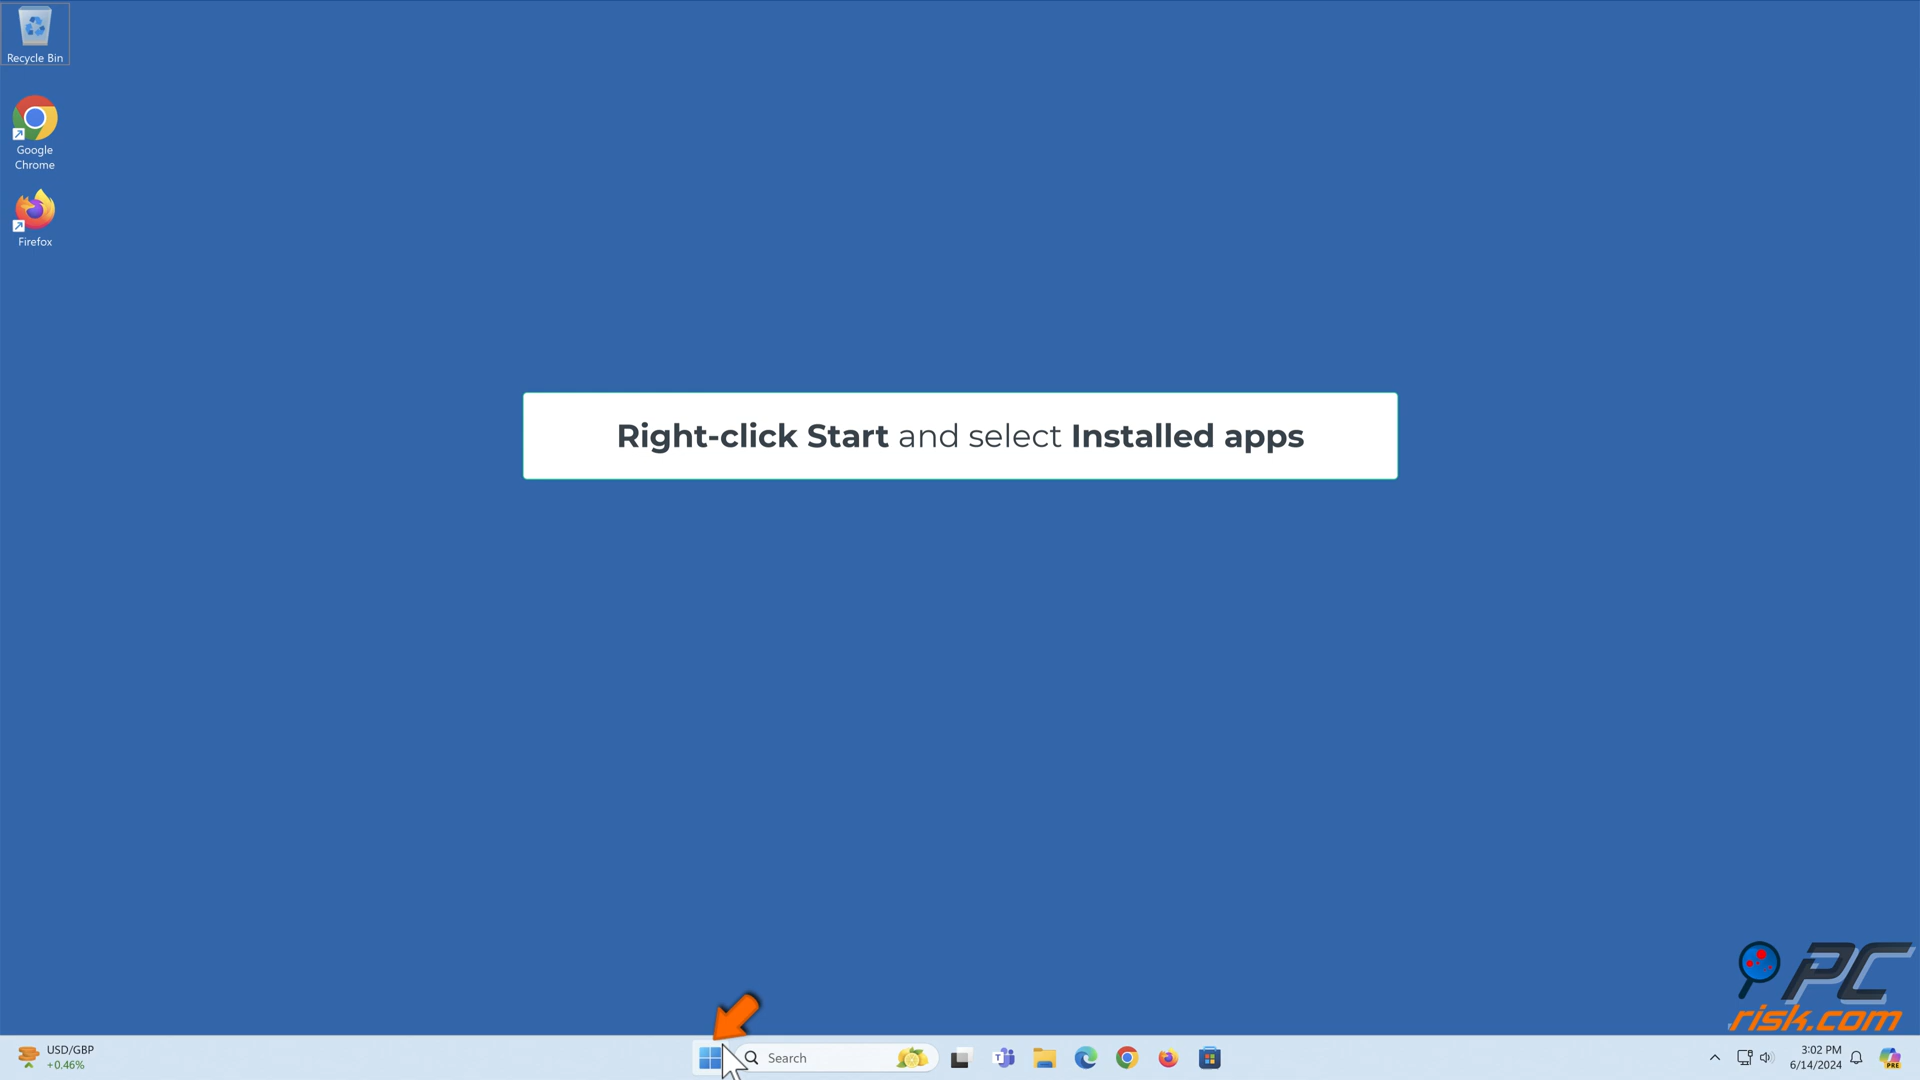 Recycle Bin
Google
Chrome
Firefox
Right-click Start and select Installed apps
PC
risk.com
USD/GBP
+0.46%
Search
T
3:02 PM
6/14/2024
PRE